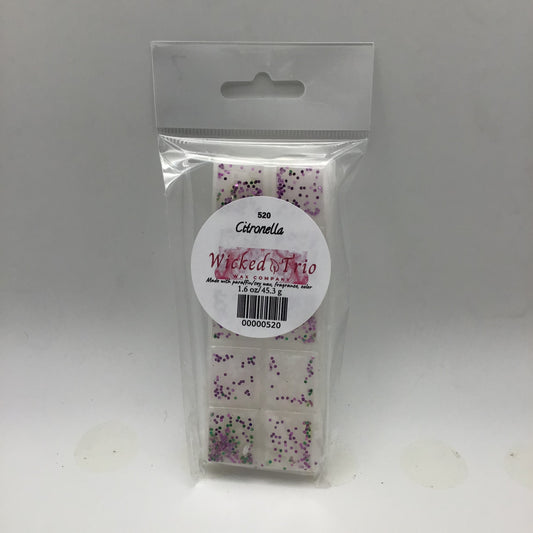 520
Citronella
Wicked Trio
WAX COMPANY
Made with paraffin/soy wax, fragrance, color
1.6 oz/45.3 g
00000520